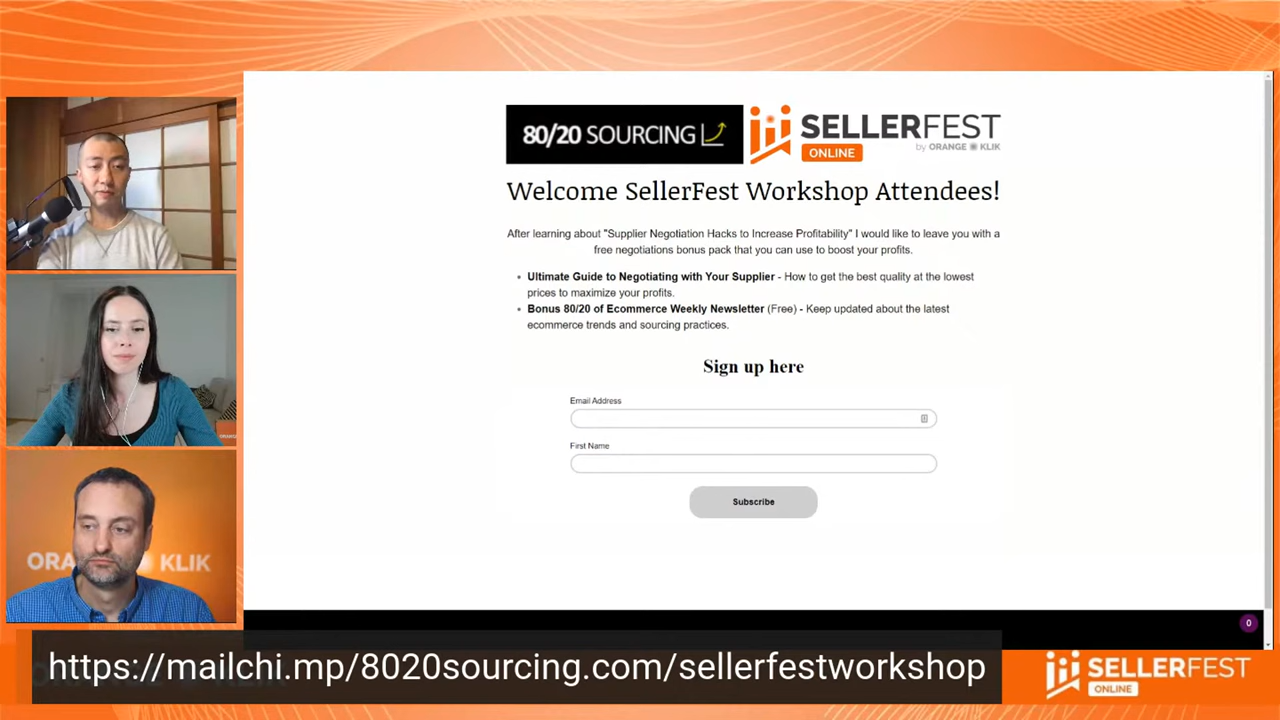 80/20 SOURCING
SELLERFEST
ONLINE
by ORANGE KLIK
Welcome SellerFest Workshop Attendees!
After learning about "Supplier Negotiation Hacks to Increase Profitability" I would like to leave you with a
free negotiations bonus pack that you can use to boost your profits.
• Ultimate Guide to Negotiating with Your Supplier - How to get the best quality at the lowest
prices to maximize your profits.
• Bonus 80/20 of Ecommerce Weekly Newsletter (Free) - Keep updated about the latest
ecommerce trends and sourcing practices.
Sign up here
Email Address
First Name
Subscribe
0
ORANGE
ORA KLIK
https://mailchi.mp/8020sourcing.com/sellerfestworkshop
SELLERFEST
ONLINE